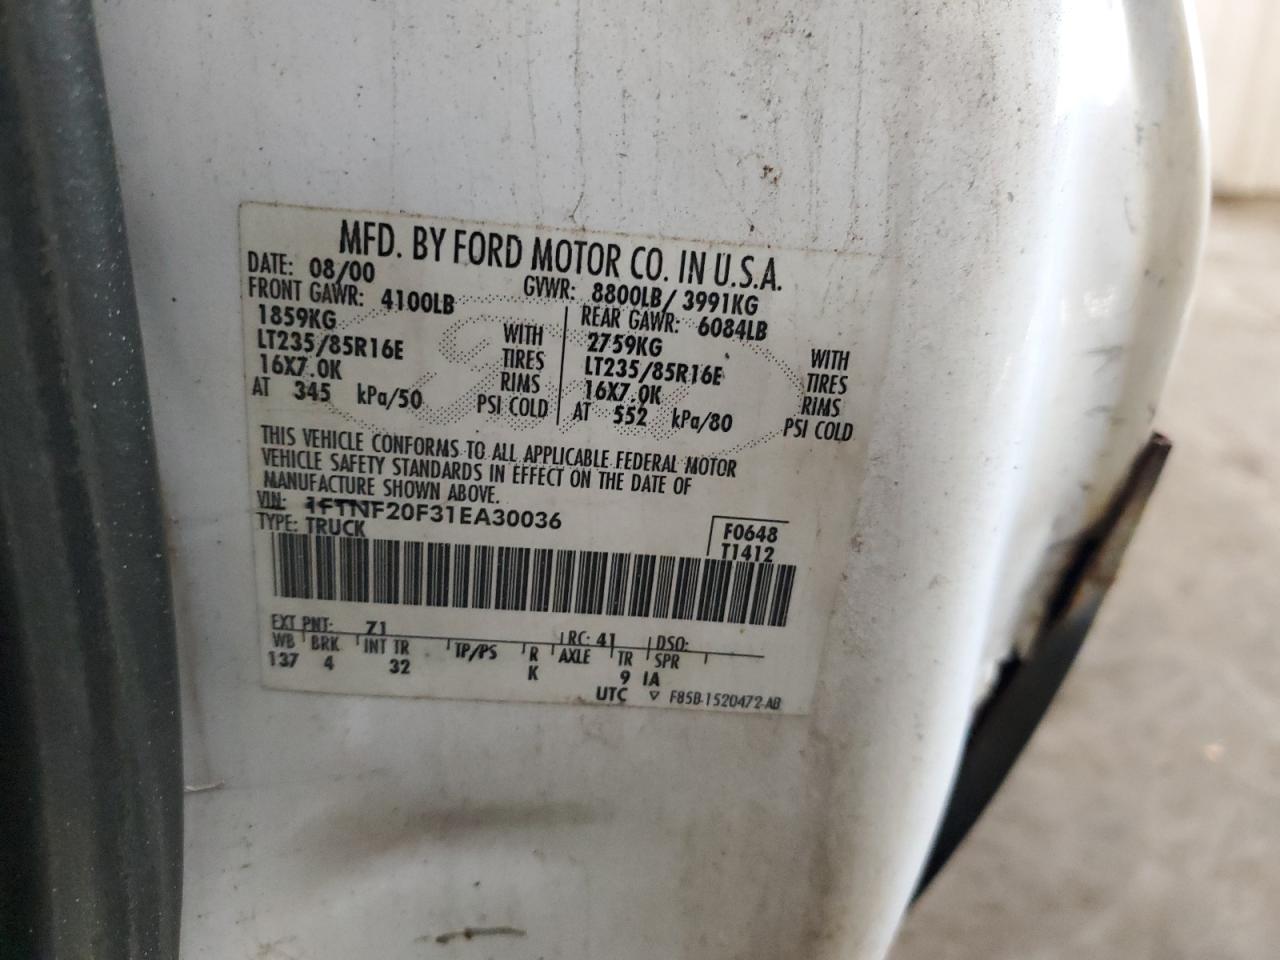 MFD. BY FORD MOTOR CO. IN U.S.A.
DATE: 08/00 GVWR: 8800LB/ 3991KG
FRONT GAWR: 4100LB REAR GAWR: 6084LB
1859KG WITH 2759KG WITH
LT235/85R16E TIRES LT235/85R16E TIRES
16X7.0K RIMS 16X7.0K RIMS
AT 345 kPa/50 PSI COLD AT 552 kPa/80 PSI COLD
THIS VEHICLE CONFORMS TO ALL APPLICABLE FEDERAL MOTOR
VEHICLE SAFETY STANDARDS IN EFFECT ON THE DATE OF
MANUFACTURE SHOWN ABOVE.
VIN: 1FTNF20F31EA30036 F0648
TYPE: TRUCK T1412
EXT PNT: Z1 RC: 41 DSO:
WB BRK INT TR TP/PS R AXLE TR SPR
137 4 32 K 9 IA
UTC ▽ F85B-1520472-AB